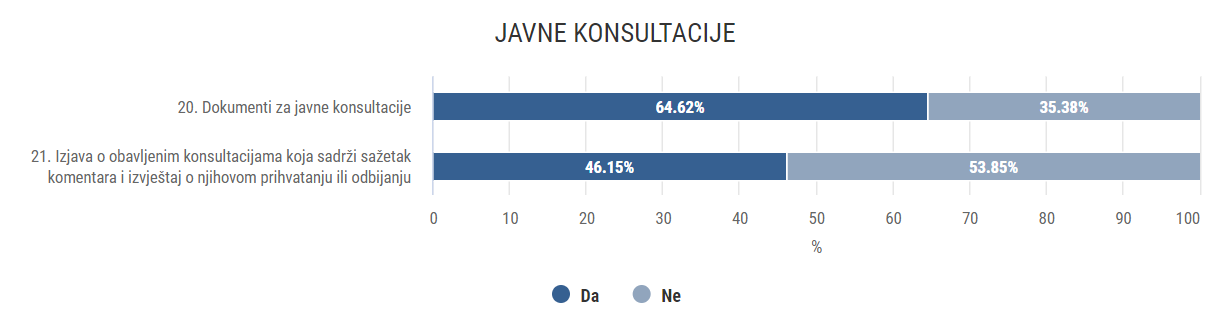 JAVNE KONSULTACIJE
20. Dokumenti za javne konsultacije
64.62%
35.38%
21. Izjava o obavljenim konsultacijama koja sadrži sažetak
komentara i izvještaj o njihovom prihvatanju ili odbijanju
46.15%
53.85%
0 10 20 30 40 50 60 70 80 90 100
%
Da Ne